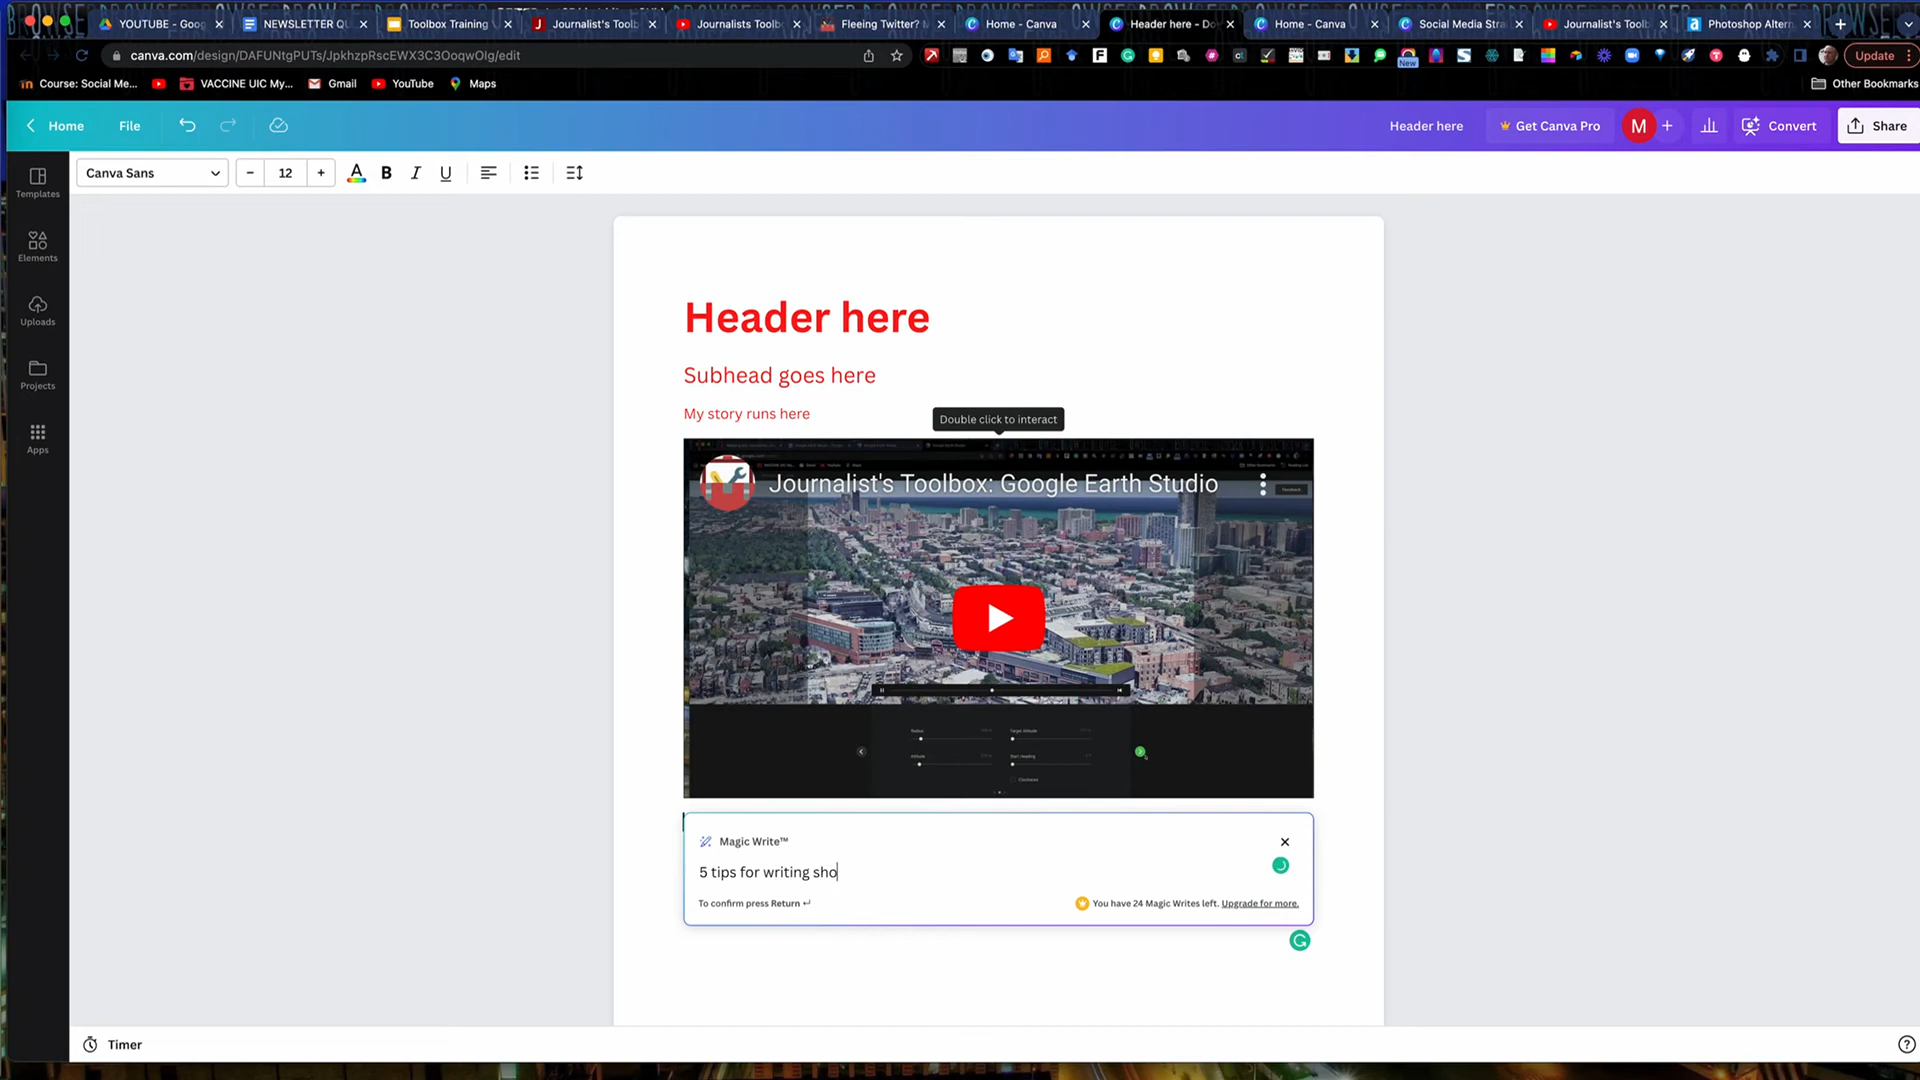 YOUTUBE - Goog
NEWSLETTER QU
Toolbox Training
Journalist's Toolb
Journalists Toolbo
Fleeing Twitter? M
Home - Canva
Header here - Do
Home - Canva
Social Media Stra
Journalist's Toolb
Photoshop Altern
canva.com/design/DAFUNtgPUTs/JpkhzpRscEWX3C3OoqwOlg/edit
New
Update
Course: Social Me...
VACCINE UIC My...
Gmail
YouTube
Maps
Other Bookmarks
Home
File
Header here
Get Canva Pro
M
Convert
Share
Canva Sans
12
A
B
I
U
Templates
Elements
Uploads
Projects
Apps
Header here
Subhead goes here
My story runs here
Double click to interact
Journalist's Toolbox: Google Earth Studio
Magic Write™
5 tips for writing sho
To confirm press Return
You have 24 Magic Writes left. Upgrade for more.
Timer